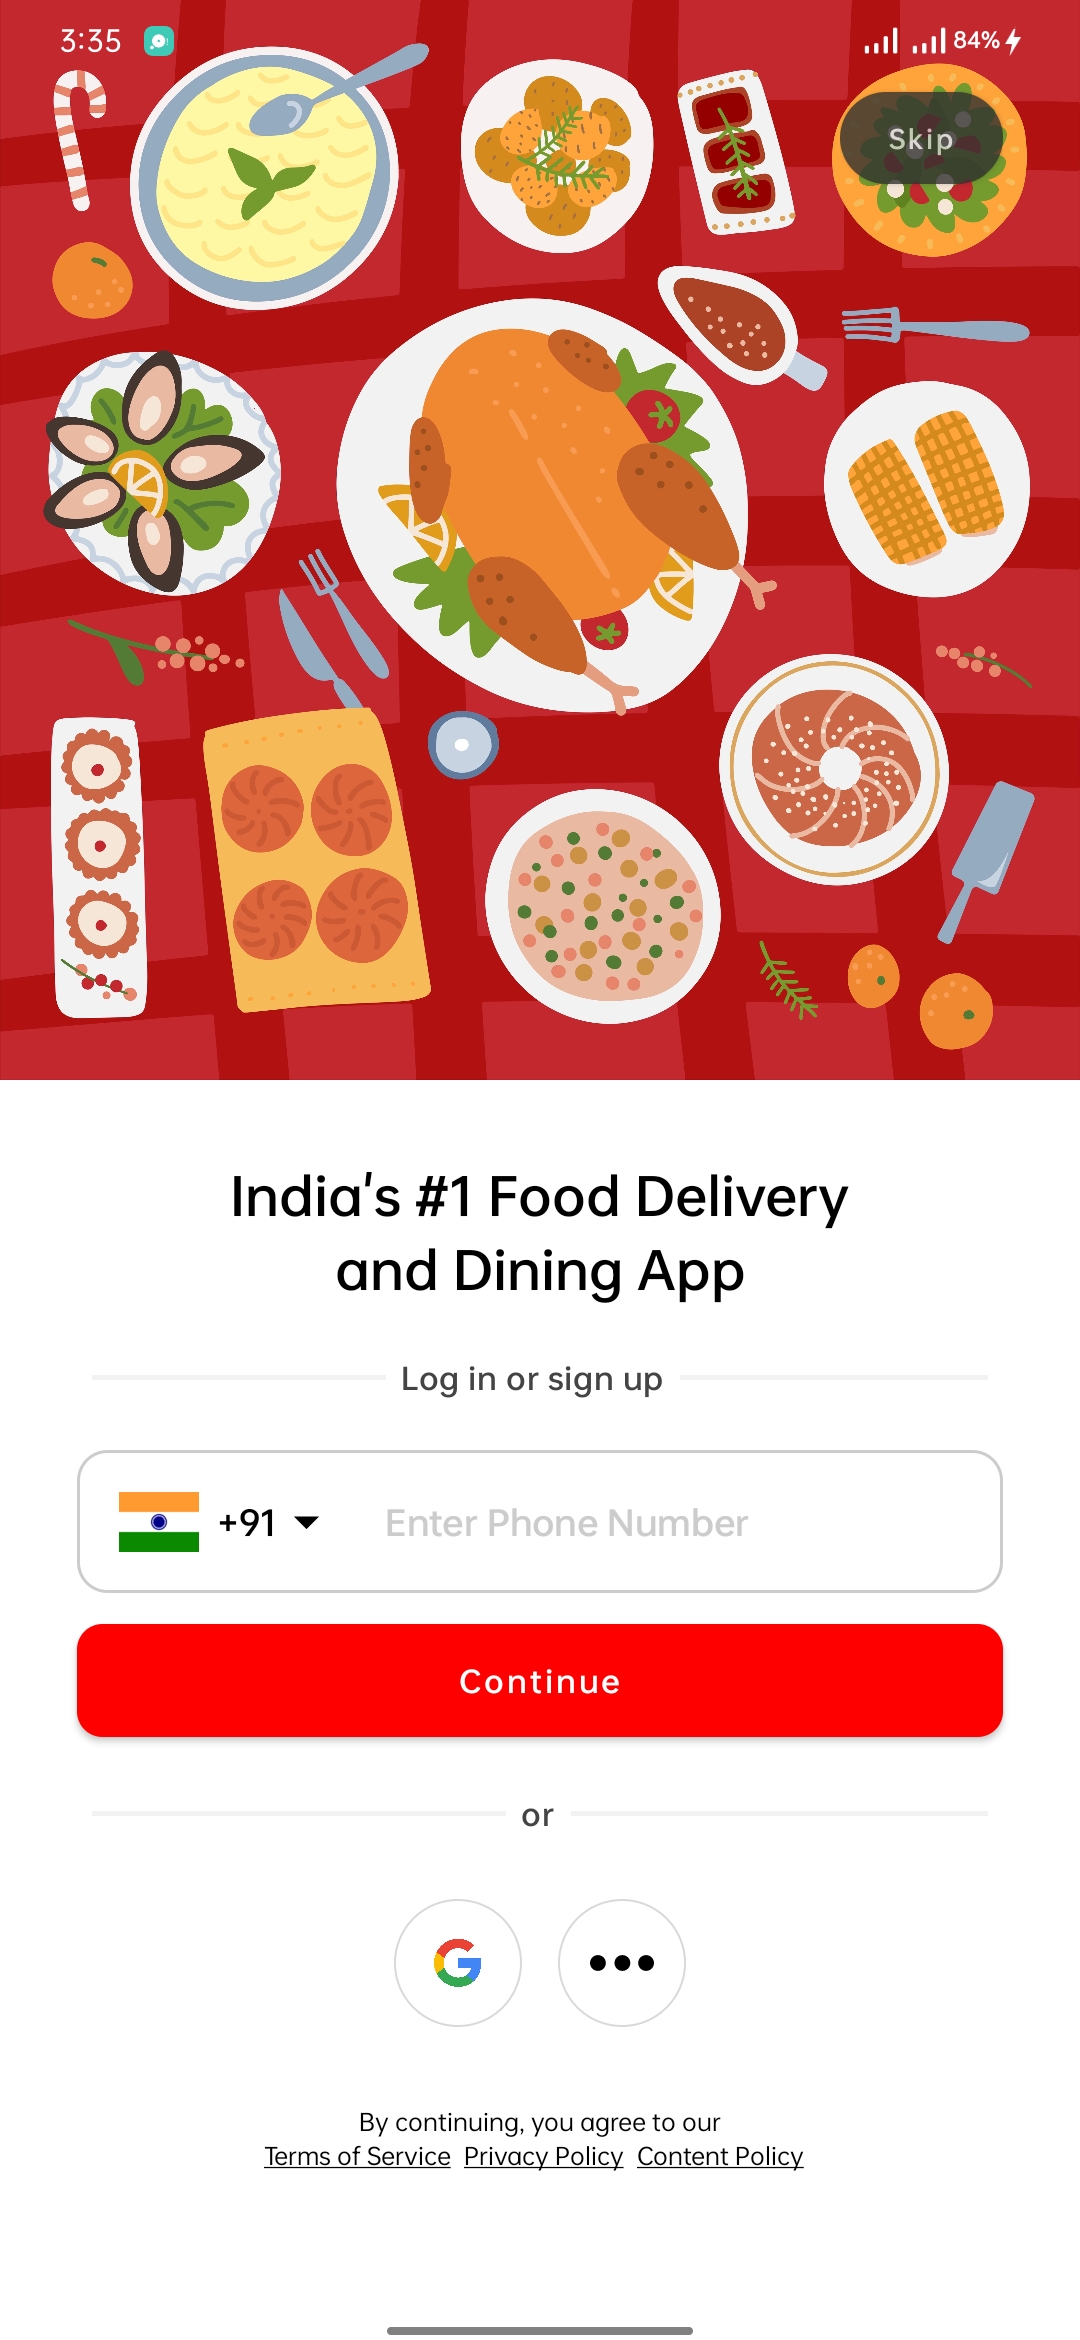 3:35
84%
Skip
India's #1 Food Delivery
and Dining App
Log in or sign up
+91 Enter Phone Number
Continue
or
By continuing, you agree to our
Terms of Service Privacy Policy Content Policy